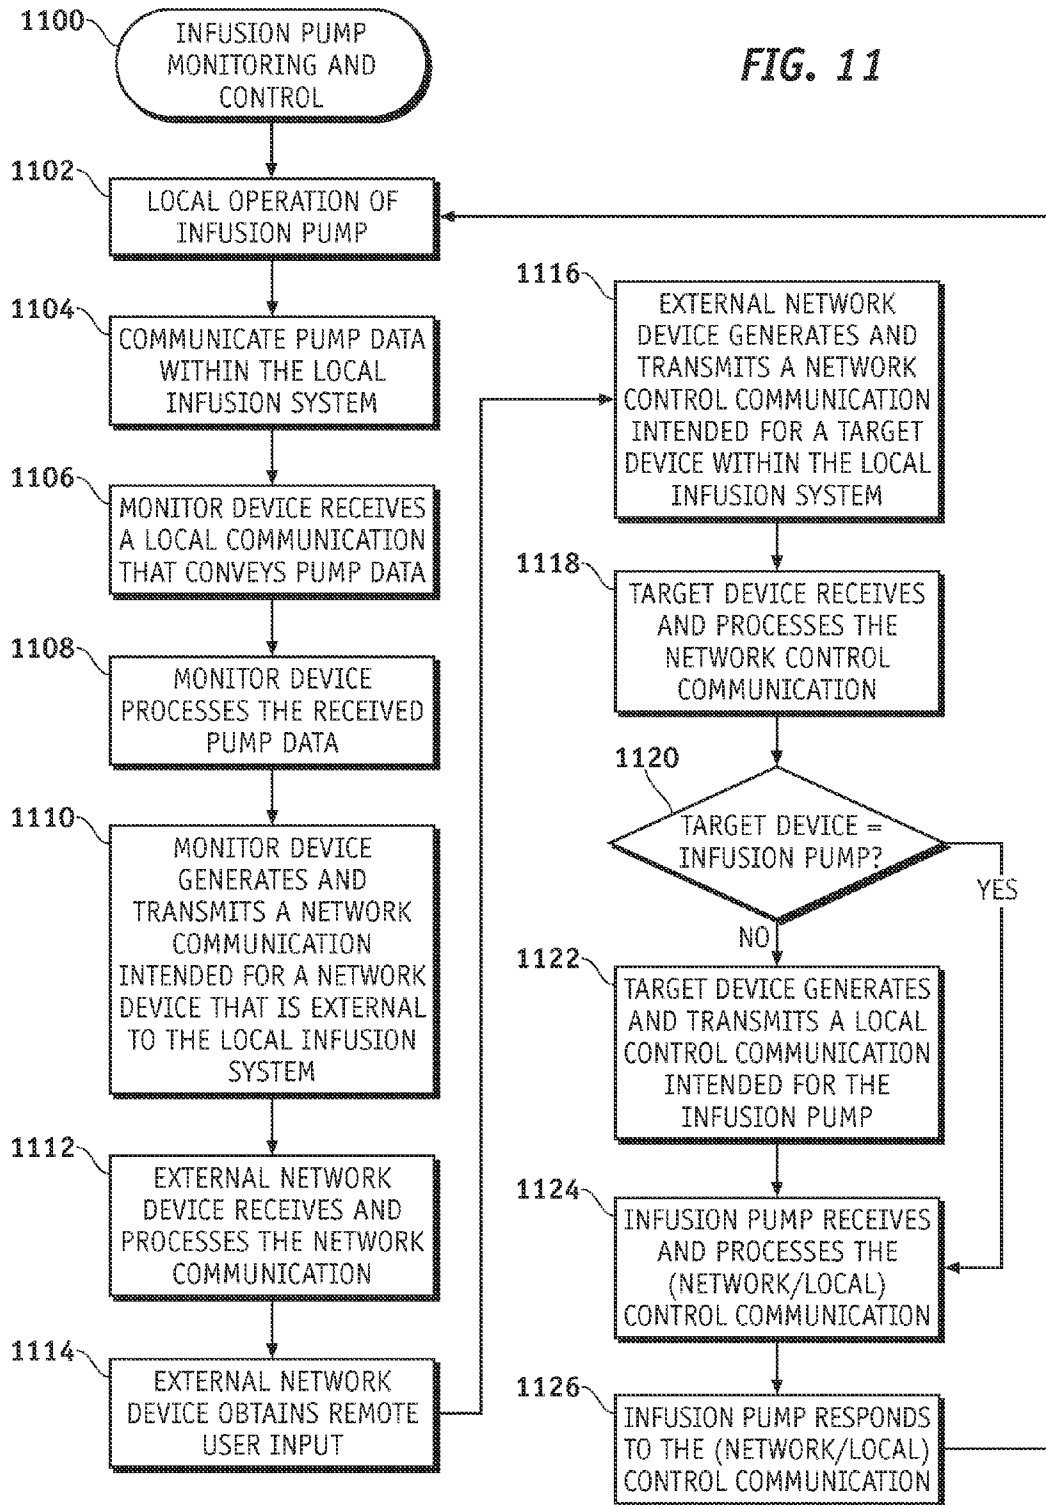 1100
INFUSION PUMP
MONITORING AND
CONTROL
FIG. 11
1102
LOCAL OPERATION OF
INFUSION PUMP
1104
COMMUNICATE PUMP DATA
WITHIN THE LOCAL
INFUSION SYSTEM
1106
MONITOR DEVICE RECEIVES
A LOCAL COMMUNICATION
THAT CONVEYS PUMP DATA
1108
MONITOR DEVICE
PROCESSES THE RECEIVED
PUMP DATA
1110
MONITOR DEVICE
GENERATES AND
TRANSMITS A NETWORK
COMMUNICATION
INTENDED FOR A NETWORK
DEVICE THAT IS EXTERNAL
TO THE LOCAL INFUSION
SYSTEM
1112
EXTERNAL NETWORK
DEVICE RECEIVES AND
PROCESSES THE NETWORK
COMMUNICATION
1114
EXTERNAL NETWORK
DEVICE OBTAINS REMOTE
USER INPUT
1116
EXTERNAL NETWORK
DEVICE GENERATES AND
TRANSMITS A NETWORK
CONTROL COMMUNICATION
INTENDED FOR A TARGET
DEVICE WITHIN THE LOCAL
INFUSION SYSTEM
1118
TARGET DEVICE RECEIVES
AND PROCESSES THE
NETWORK CONTROL
COMMUNICATION
1120
TARGET DEVICE =
INFUSION PUMP?
YES
NO
1122
TARGET DEVICE GENERATES
AND TRANSMITS A LOCAL
CONTROL COMMUNICATION
INTENDED FOR THE
INFUSION PUMP
1124
INFUSION PUMP RECEIVES
AND PROCESSES THE
(NETWORK/LOCAL)
CONTROL COMMUNICATION
1126
INFUSION PUMP RESPONDS
TO THE (NETWORK/LOCAL)
CONTROL COMMUNICATION